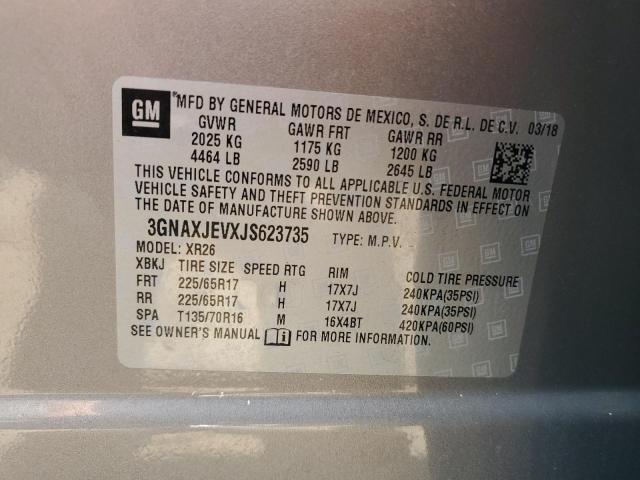 GM MFD BY GENERAL MOTORS DE MEXICO, S. DE R.L. DE C.V. 03/18
GVWR GAWR FRT GAWR RR
2025 KG 1175 KG 1200 KG
4464 LB 2590 LB 2645 LB
THIS VEHICLE CONFORMS TO ALL APPLICABLE U.S. FEDERAL MOTOR
VEHICLE SAFETY AND THEFT PREVENTION STANDARDS IN EFFECT ON
THE DATE OF MANUFACTURE SHOWN ABOVE.
3GNAXJEVXJS623735 TYPE: M.P.V.
MODEL: XR26
XBKJ TIRE SIZE SPEED RTG RIM COLD TIRE PRESSURE
FRT 225/65R17 H 17X7J 240KPA(35PSI)
RR 225/65R17 H 17X7J 240KPA(35PSI)
SPA T135/70R16 M 16X4BT 420KPA(60PSI)
SEE OWNER'S MANUAL FOR MORE INFORMATION.